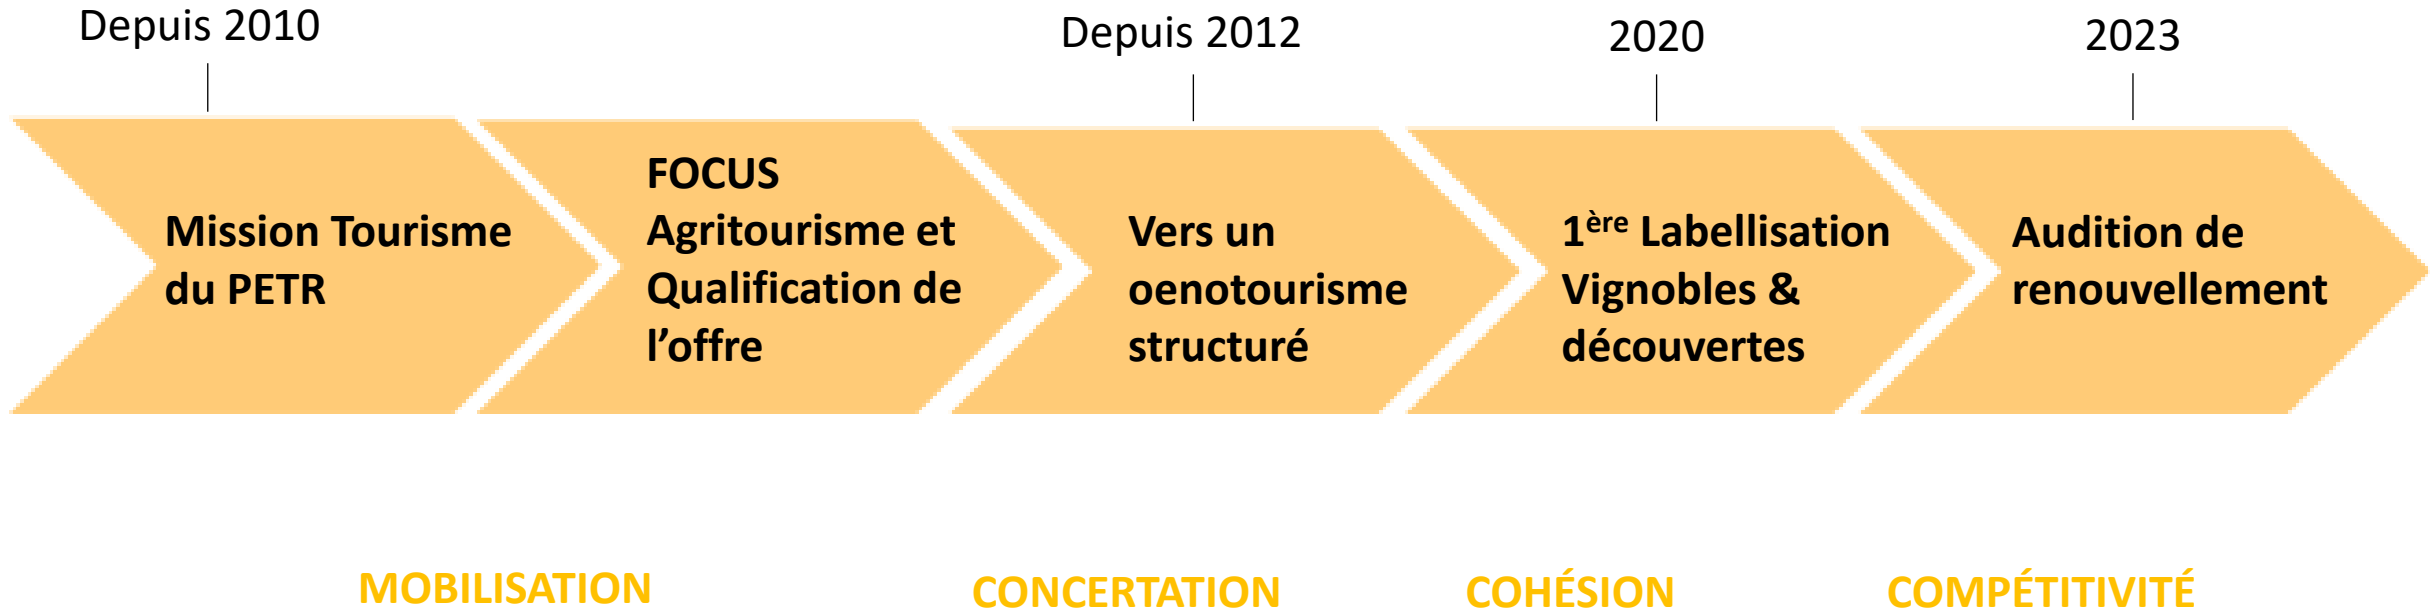 Depuis 2010
Depuis 2012
2020
2023
Mission Tourisme
du PETR
FOCUS
Agritourisme et
Qualification de
l’offre
Vers un
oenotourisme
structuré
1ère Labellisation
Vignobles &
découvertes
Audition de
renouvellement
MOBILISATION
CONCERTATION
COHÉSION
COMPÉTITIVITÉ